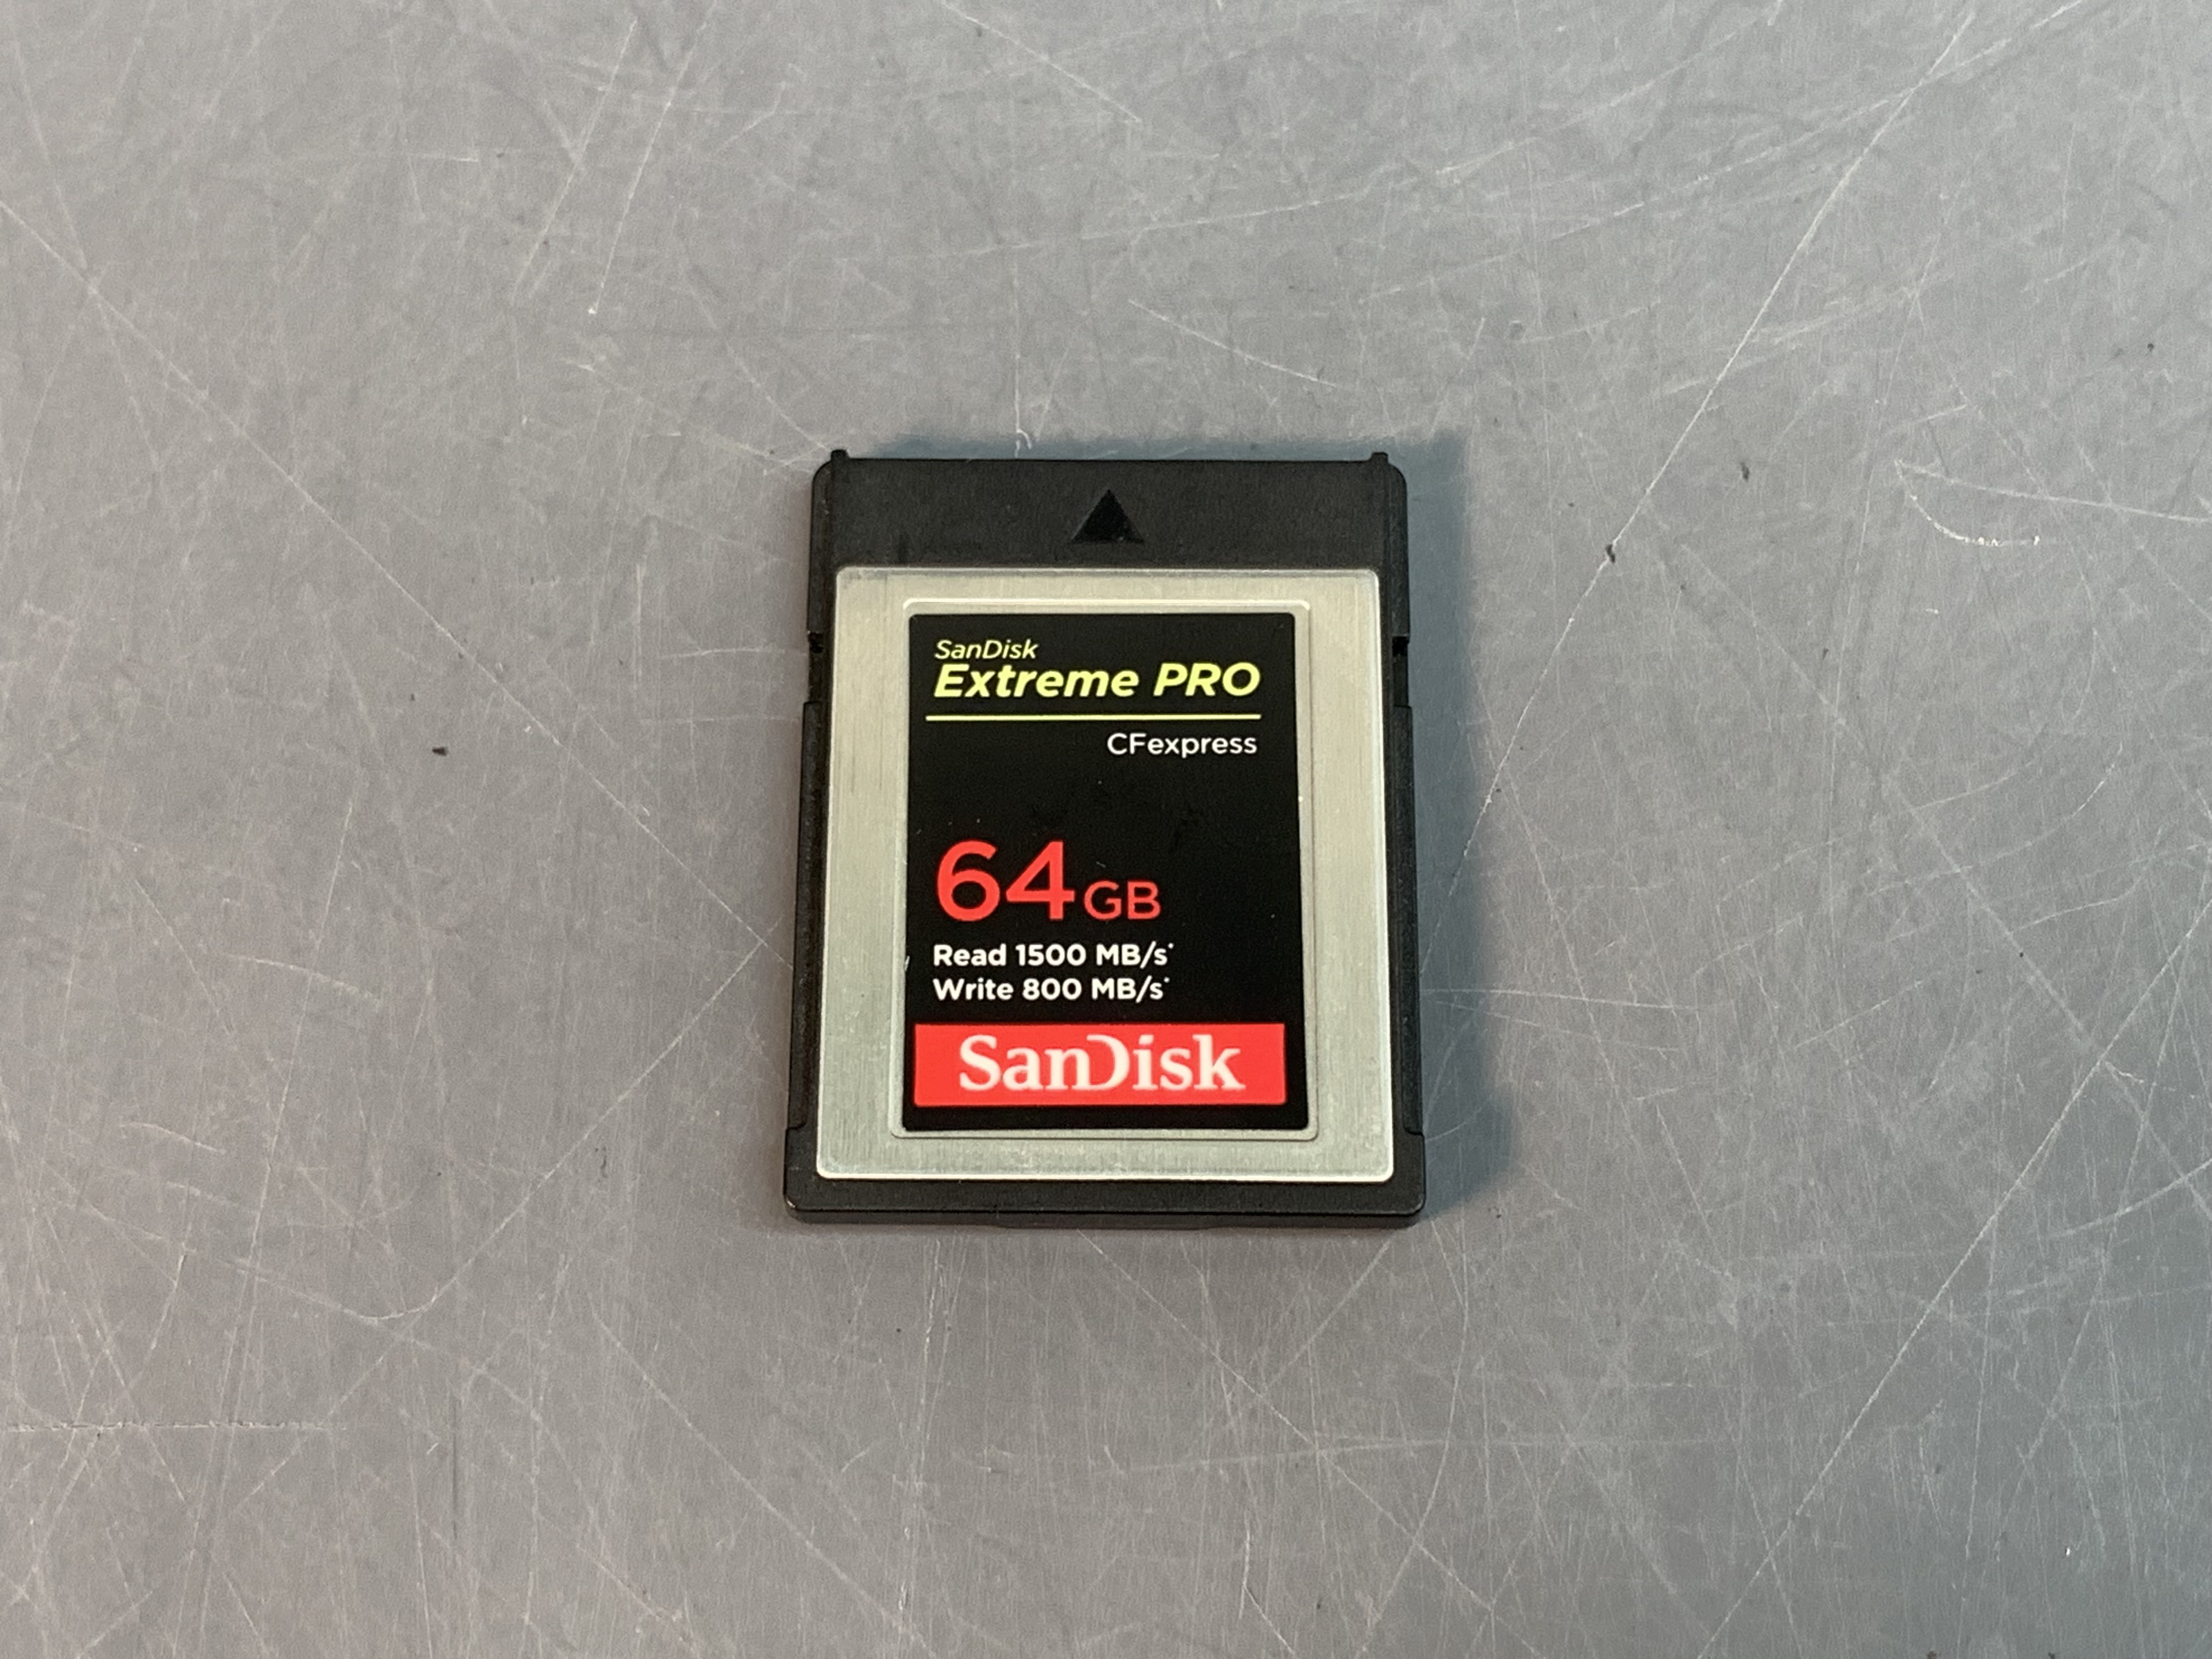 SanDisk
Extreme PRO
CFexpress
64GB
Read 1500 MB/s*
Write 800 MB/s*
SanDisk